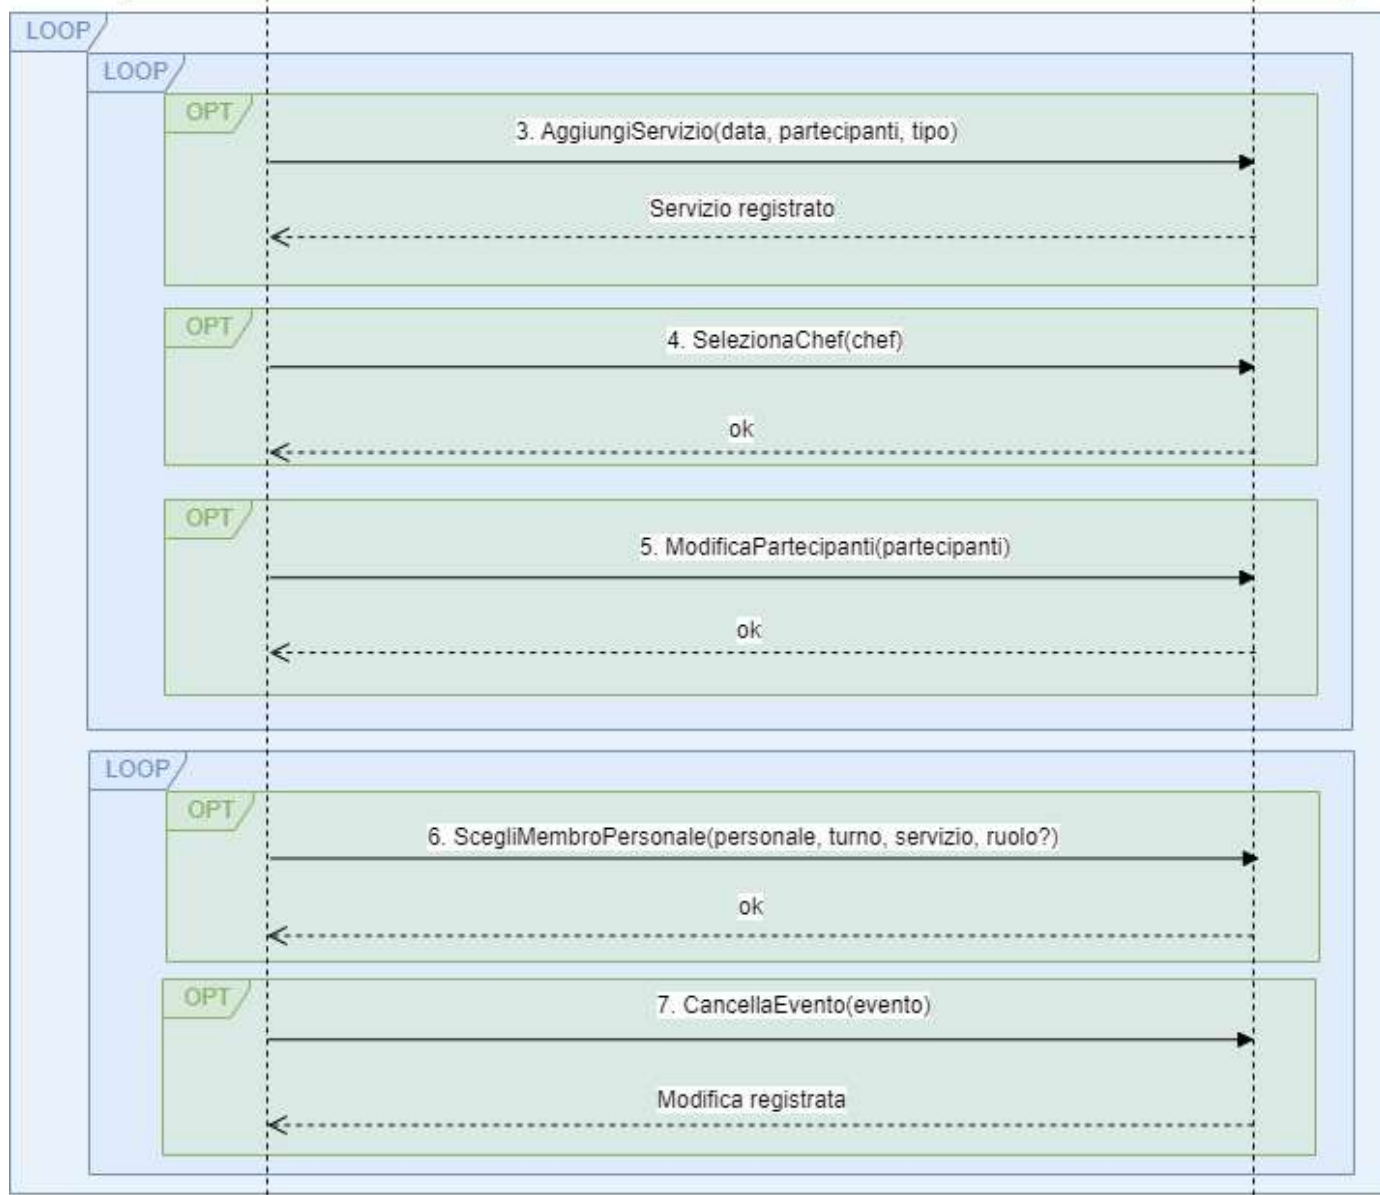 LOOP
LOOP
OPT
3. AggiungiServizio(data, partecipanti, tipo)
Servizio registrato
OPT
4. SelezionaChef(chef)
ok
OPT
5. ModificaPartecipanti(partecipanti)
ok
LOOP
OPT
6. ScegliMembroPersonale(personale, turno, servizio, ruolo?)
ok
OPT
7. CancellaEvento(evento)
Modifica registrata